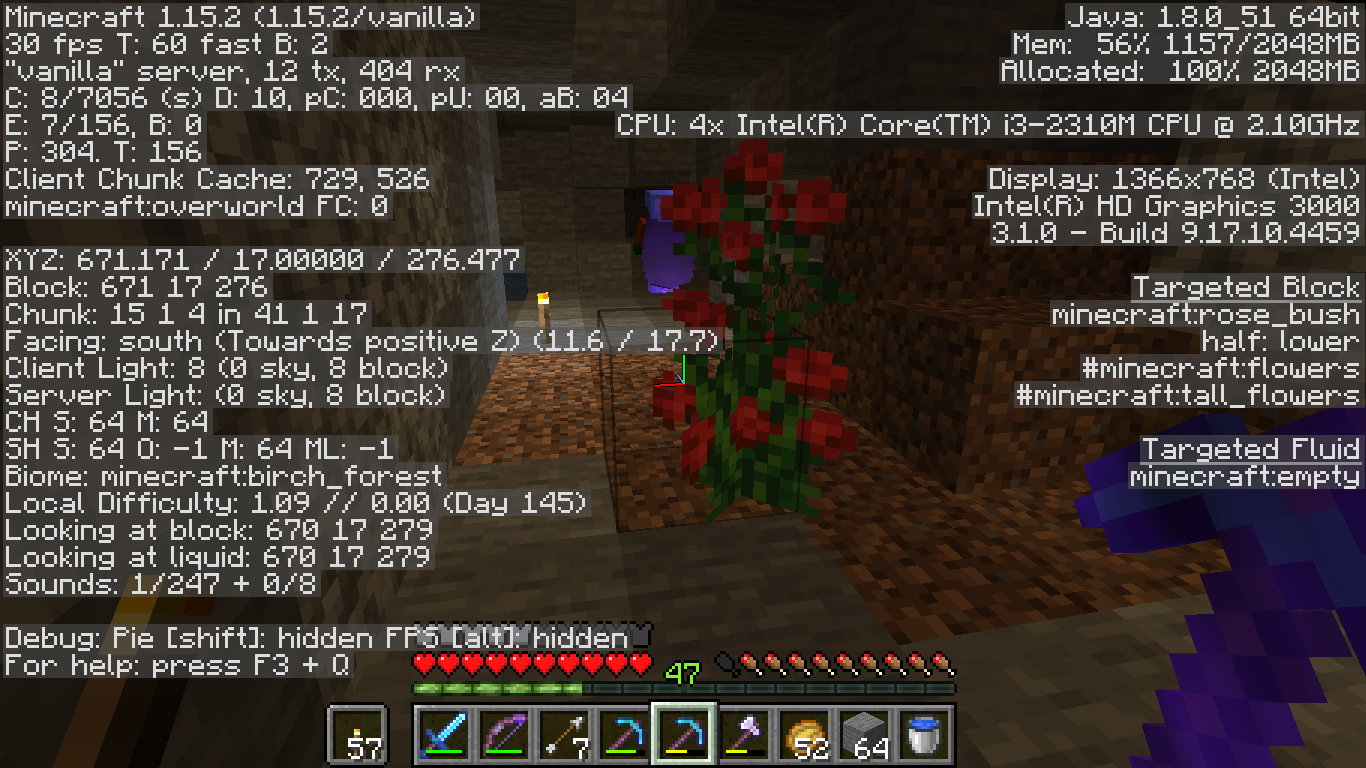 Minecraft 1.15.2 (1.15.2/vanilla)
30 fps T: 60 fast B: 2
"vanilla" server, 12 tx, 404 rx
C: 8/7056 (s) D: 10, pC: 000, pU: 00, aB: 04
E: 7/156, B: 0
P: 304. T: 156
Client Chunk Cache: 729, 526
minecraft:overworld FC: 0
XYZ: 671.171 / 17.00000 / 276.477
Block: 671 17 276
Chunk: 15 1 4 in 41 1 17
Facing: south (Towards positive Z) (11.6 / 17.7)
Client Light: 8 (0 sky, 8 block)
Server Light: (0 sky, 8 block)
CH S: 64 M: 64
SH S: 64 O: -1 M: 64 ML: -1
Biome: minecraft:birch_forest
Local Difficulty: 1.09 // 0.00 (Day 145)
Looking at block: 670 17 279
Looking at liquid: 670 17 279
Sounds: 1/247 + 0/8
Debug: Pie [shift]: hidden FPS [alt]: hidden
For help: press F3 + Q
Java: 1.8.0_51 64bit
Mem: 56% 1157/2048MB
Allocated: 100% 2048MB
CPU: 4x Intel(R) Core(TM) i3-2310M CPU @ 2.10GHz
Display: 1366x768 (Intel)
Intel(R) HD Graphics 3000
3.1.0 - Build 9.17.10.4459
Targeted Block
minecraft:rose_bush
half: lower
#minecraft:flowers
#minecraft:tall_flowers
Targeted Fluid
minecraft:empty
47
57
7
52
64